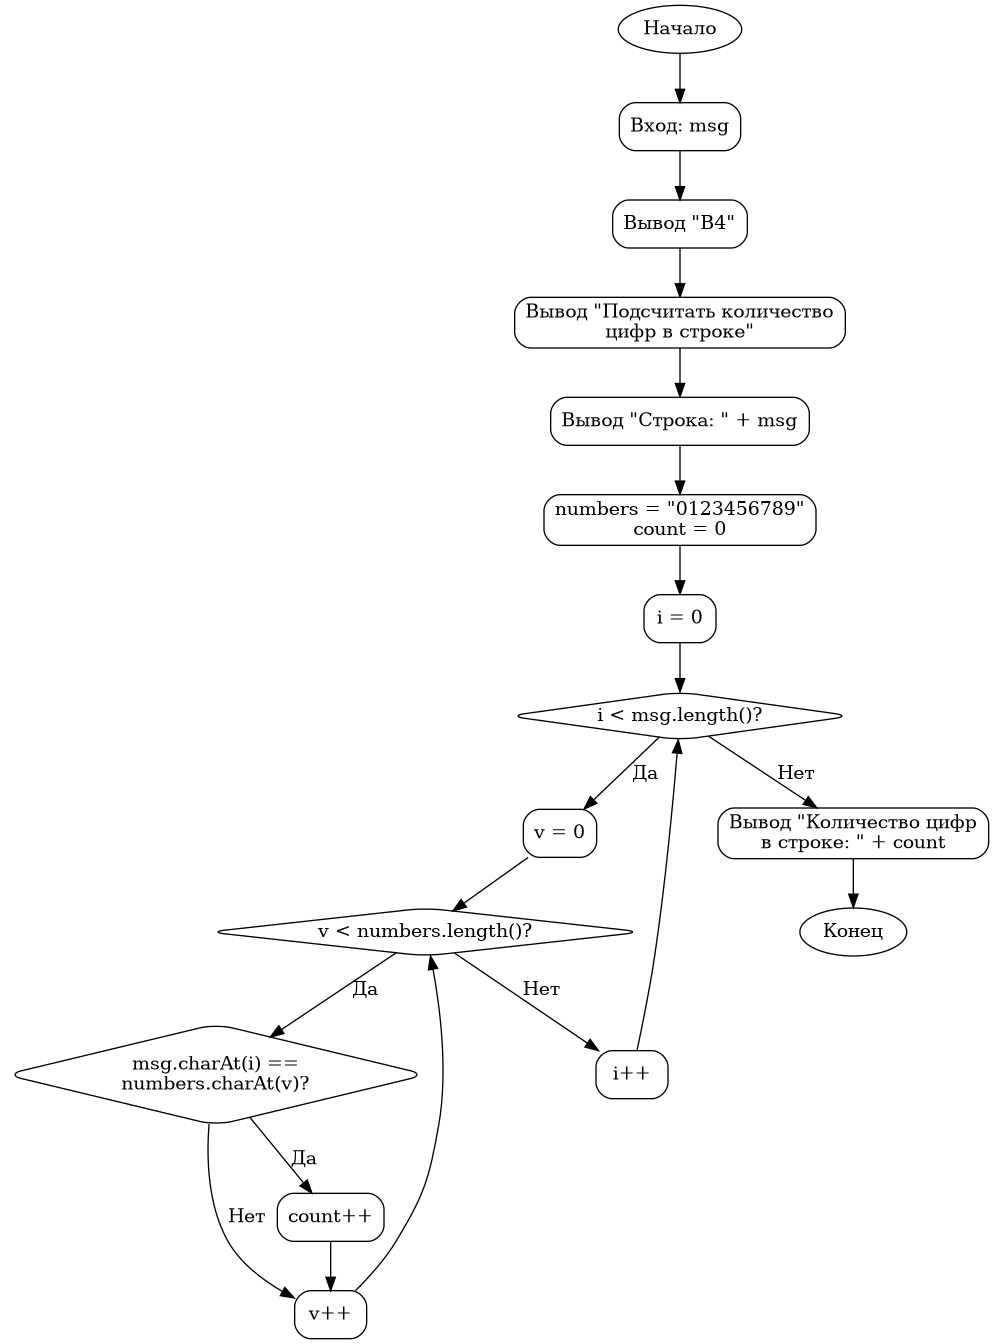 Начало
Вход: msg
Вывод "В4"
Вывод "Подсчитать количество
цифр в строке"
Вывод "Строка: " + msg
numbers = "0123456789"
count = 0
i = 0
i < msg.length()?
Да
Нет
v = 0
Вывод "Количество цифр
в строке: " + count
v < numbers.length()?
Конец
Да
Нет
msg.charAt(i) ==
numbers.charAt(v)?
i++
Да
Нет
count++
v++